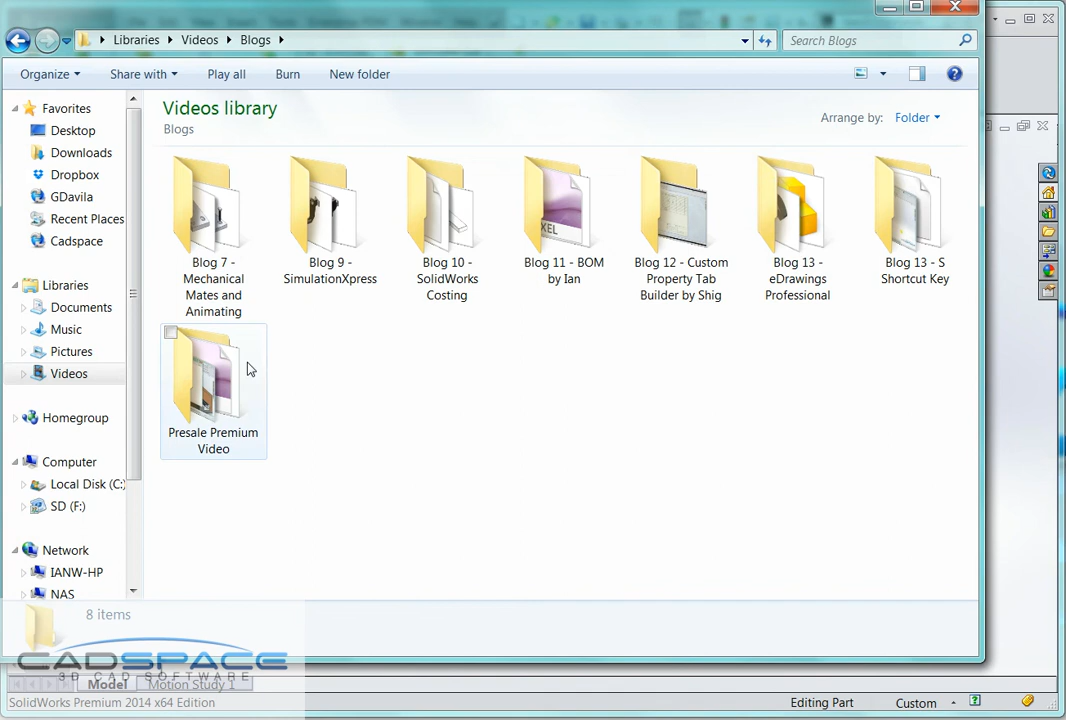 Libraries Videos Blogs
Search Blogs
Organize Share with Play all Burn New folder
Favorites
Desktop
Downloads
Dropbox
GDavila
Recent Places
Cadspace
Libraries
Documents
Music
Pictures
Videos
Homegroup
Computer
Local Disk (C:)
SD (F:)
Network
IANW-HP
NAS
Videos library
Blogs
Arrange by: Folder
Blog 7 -
Mechanical
Mates and
Animating
Blog 9 -
SimulationXpress
Blog 10 -
SolidWorks
Costing
XEL
Blog 11 - BOM
by Ian
Blog 12 - Custom
Property Tab
Builder by Shig
Blog 13 -
eDrawings
Professional
Blog 13 - S
Shortcut Key
Presale Premium
Video
8 items
CADSPACE
3D CAD SOFTWARE
Model Motion Study 1
SolidWorks Premium 2014 x64 Edition
Editing Part Custom